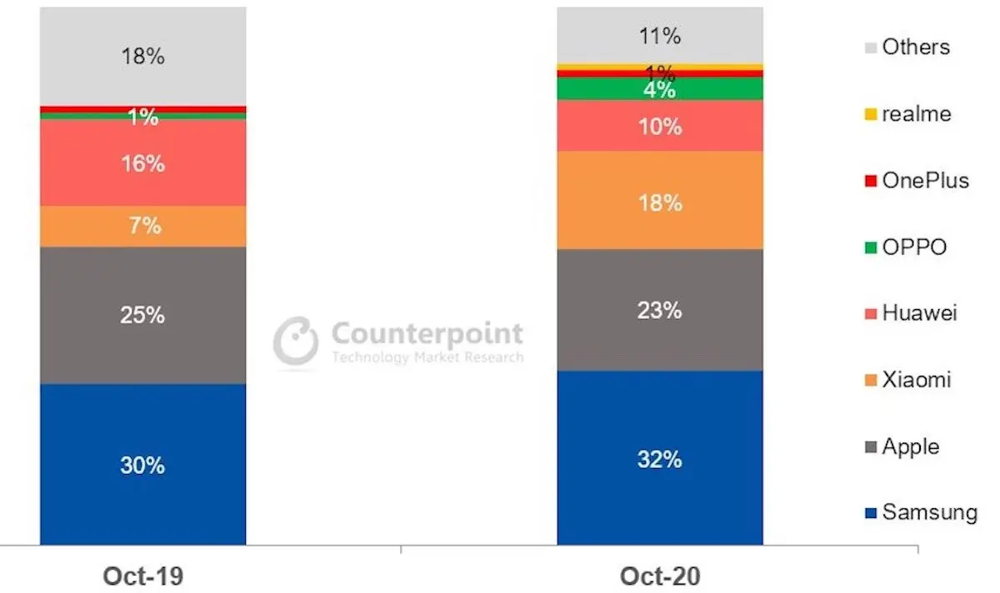 18%
1%
16%
7%
25%
30%
Oct-19
11%
1%
4%
10%
18%
23%
32%
Oct-20
Counterpoint
Technology Market Research
Others
realme
OnePlus
OPPO
Huawei
Xiaomi
Apple
Samsung